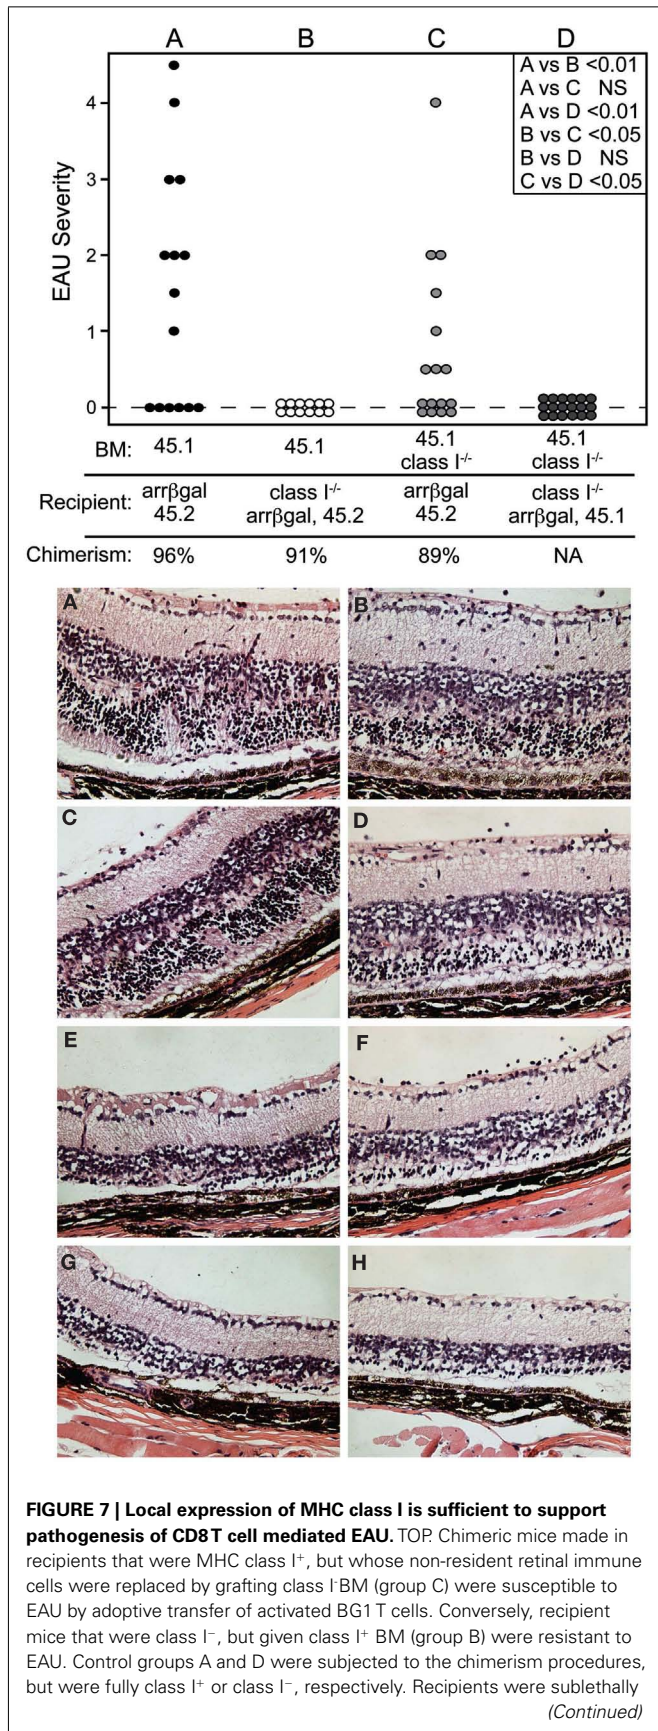 A B C D
A vs B <0.01
A vs C NS
A vs D <0.01
B vs C <0.05
B vs D NS
C vs D <0.05
EAU Severity
4
3
2
1
0
BM: 45.1 45.1 45.1 class I-/- 45.1 class I-/-
Recipient: arrβgal 45.2 class I-/- arrβgal, 45.2 arrβgal 45.2 class I-/- arrβgal, 45.1
Chimerism: 96% 91% 89% NA
A B
C D
E F
G H
FIGURE 7 | Local expression of MHC class I is sufficient to support
pathogenesis of CD8 T cell mediated EAU. TOP. Chimeric mice made in
recipients that were MHC class I+, but whose non-resident retinal immune
cells were replaced by grafting class I-BM (group C) were susceptible to
EAU by adoptive transfer of activated BG1 T cells. Conversely, recipient
mice that were class I−, but given class I+ BM (group B) were resistant to
EAU. Control groups A and D were subjected to the chimerism procedures,
but were fully class I+ or class I−, respectively. Recipients were sublethally
(Continued)